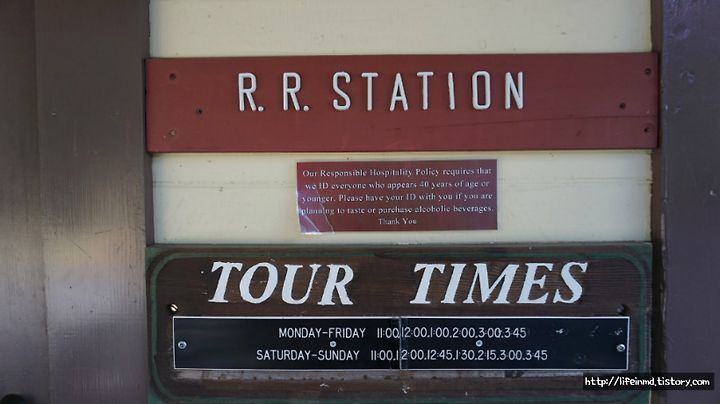 R. R. STATION
Our Responsible Hospitality Policy requires that
we ID everyone who appears 40 years of age or
younger. Please have your ID with you if you are
planning to taste or purchase alcoholic beverages.
Thank You
TOUR TIMES
MONDAY-FRIDAY 11:00,12:00,1:00,2:00,3:00,3:45
SATURDAY-SUNDAY 11:00,12:00,12:45,1:30,2:15,3:00,3:45
http://lifeinmd.tistory.com